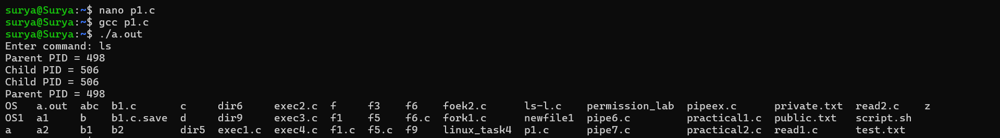 surya@Surya:~$ nano p1.c
surya@Surya:~$ gcc p1.c
surya@Surya:~$ ./a.out
Enter command: ls
Parent PID = 498
Child PID = 506
Child PID = 506
Parent PID = 498
OS   a.out  abc  b1.c       c     dir6     exec2.c  f     f3    f6    foek2.c      ls-l.c    permission_lab  pipeex.c      private.txt  read2.c    z
OS1  a1     b    b1.c.save  d     dir9     exec3.c  f1    f5    f6.c  fork1.c      newfile1  pipe6.c         practical1.c  public.txt   script.sh
a    a2     b1   b2         dir5  exec1.c  exec4.c  f1.c  f5.c  f9    linux_task4  p1.c      pipe7.c         practical2.c  read1.c      test.txt